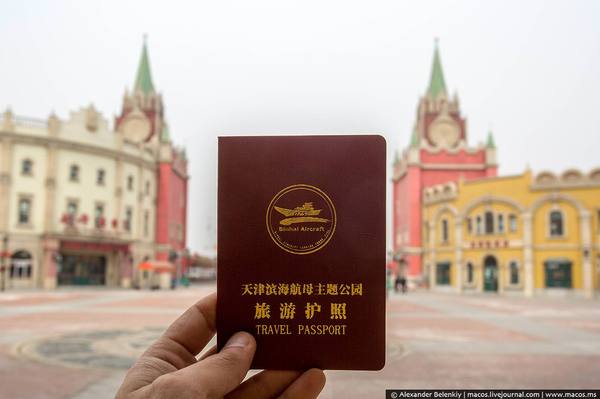 Binhai Aircraft
天津滨海航母主题公园
旅游护照
TRAVEL PASSPORT
© Alexander Belenkiy | macos.livejournal.com | www.macos.ms